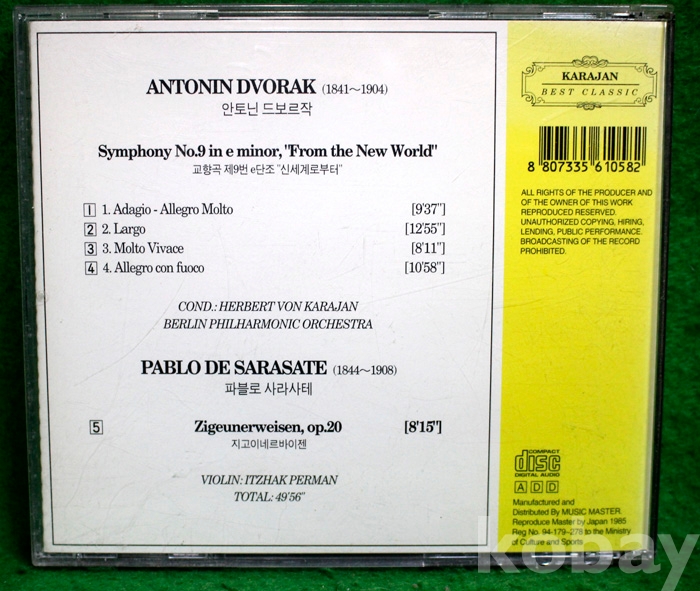 ANTONIN DVORAK (1841~1904)
안토닌 드보르작
Symphony No.9 in e minor, "From the New World"
교향곡 제9번 e단조 "신세계로부터"
1 1. Adagio - Allegro Molto [9'37"]
2 2. Largo [12'55"]
3 3. Molto Vivace [8'11"]
4 4. Allegro con fuoco [10'58"]
COND.: HERBERT VON KARAJAN
BERLIN PHILHARMONIC ORCHESTRA
PABLO DE SARASATE (1844~1908)
파블로 사라사테
5 Zigeunerweisen, op.20 [8'15"]
지고이네르바이젠
VIOLIN: ITZHAK PERMAN
TOTAL: 49'56"
KARAJAN
BEST CLASSIC
8 807335 610582
ALL RIGHTS OF THE PRODUCER AND
OF THE OWNER OF THIS WORK
REPRODUCED RESERVED.
UNAUTHORIZED COPYING, HIRING,
LENDING, PUBLIC PERFORMANCE.
BROADCASTING OF THE RECORD
PROHIBITED.
COMPACT
disc
DIGITAL AUDIO
A D D
Manufactured and
Distributed By MUSIC MASTER.
Reproduce Master by Japan 1985
Reg No. 94-179-278 to the Ministry
of Culture and Sports
kobay